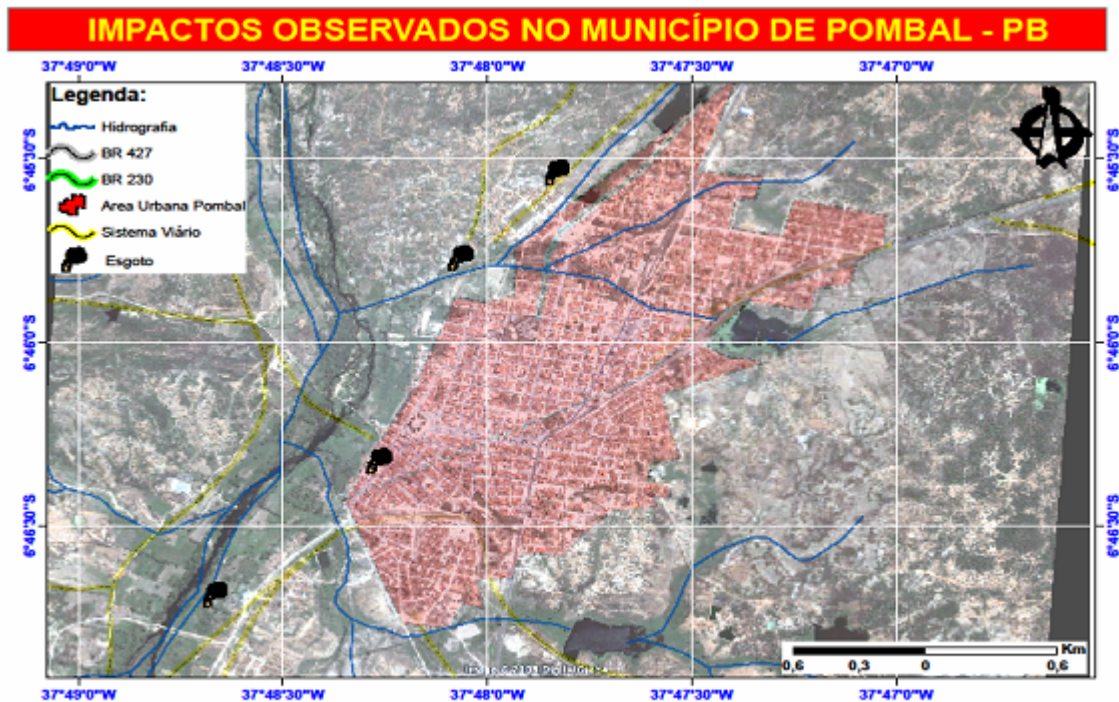 IMPACTOS OBSERVADOS NO MUNICÍPIO DE POMBAL - PB
37°49'0"W 37°48'30"W 37°48'0"W 37°47'30"W 37°47'0"W
Legenda:
Hidrografia
BR 427
BR 230
Area Urbana Pombal
Sistema Viário
Esgoto
6°45'30"S 6°45'30"S
6°46'0"S 6°46'0"S
6°46'30"S 6°46'30"S
Km
0,6 0,3 0 0,6
37°49'0"W 37°48'30"W 37°48'0"W 37°47'30"W 37°47'0"W